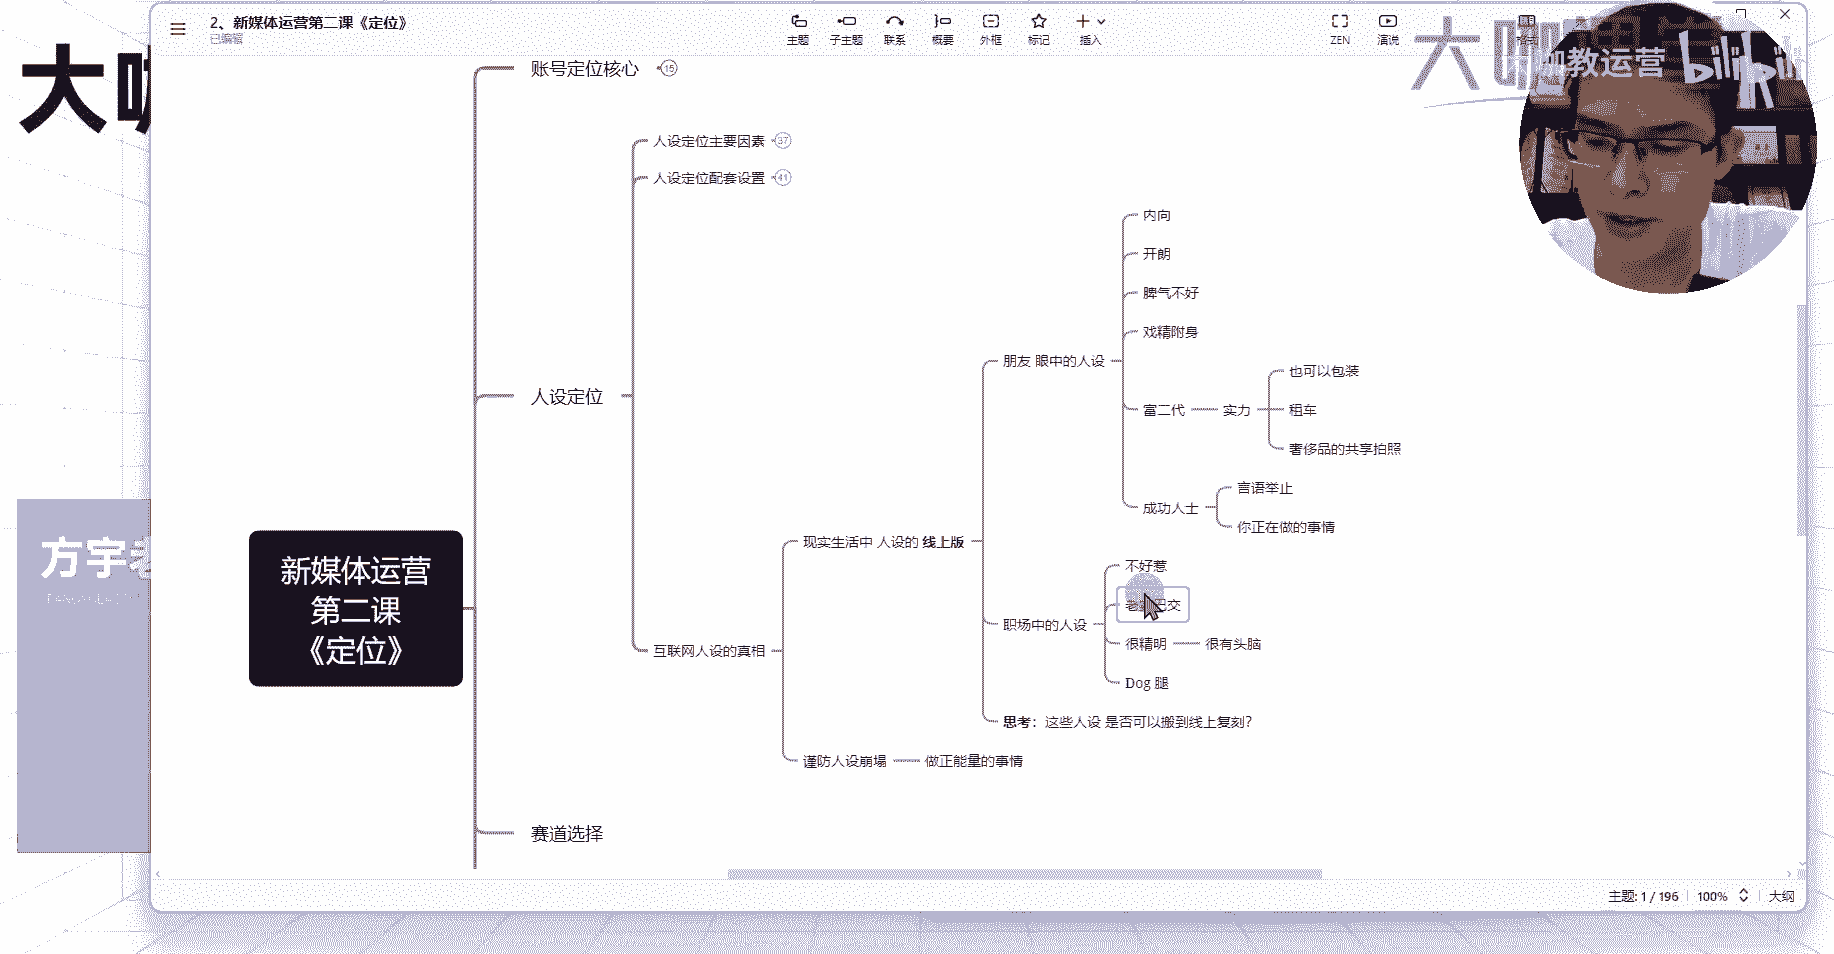 2、新媒体运营第二课《定位》
已编辑
主题
子主题
联系
概要
外框
标记
插入
ZEN
演说
格式
大咖
教运营
bilibili
账号定位核心
15
人设定位主要因素
37
人设定位配套设置
41
内向
开朗
脾气不好
戏精附身
朋友 眼中的人设
也可以包装
人设定位
富二代
实力
租车
奢侈品的共享拍照
言语举止
成功人士
你正在做的事情
现实生活中 人设的 线上版
不好惹
新媒体运营
第二课
《定位》
方宇
交
职场中的人设
很精明
很有头脑
互联网人设的真相
Dog 腿
思考：这些人设 是否可以搬到线上复刻？
谨防人设崩塌
做正能量的事情
赛道选择
主题: 1 / 196
100%
大纲